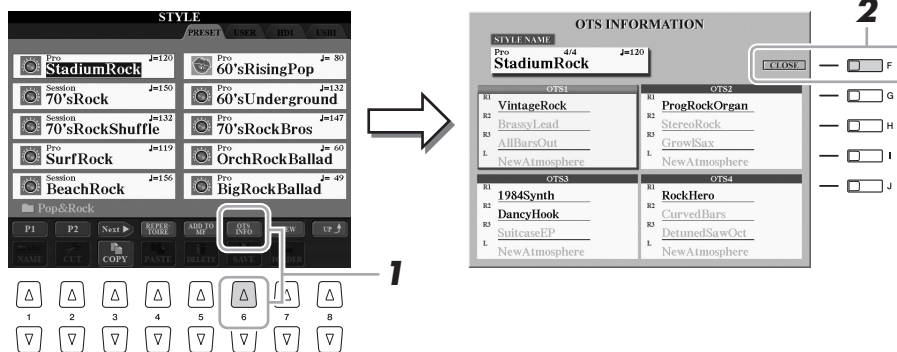 STYLE
PRESET USER HD1 USB1
Pro ♩=120
StadiumRock
Pro ♩= 80
60'sRisingPop
Session ♩=150
70'sRock
Pro ♩=132
60'sUnderground
Session ♩=132
70'sRockShuffle
Pro ♩=147
70'sRockBros
Pro ♩=119
SurfRock
Pro ♩= 60
OrchRockBallad
Session ♩=156
BeachRock
Pro ♩= 49
BigRockBallad
Pop&Rock
P1 P2 Next ▶ REPER-TOIRE ADD TO MF OTS INFO UP
NAME CUT COPY PASTE DELETE SAVE
1 2 3 4 5 6 7 8
1
2
OTS INFORMATION
STYLE NAME
Pro 4/4 ♩=120
StadiumRock
CLOSE
F
G
H
I
J
OTS1
R1 VintageRock
R2 BrassyLead
R3 AllBarsOut
L NewAtmosphere
OTS2
R1 ProgRockOrgan
R2 StereoRock
R3 GrowlSax
L NewAtmosphere
OTS3
R1 1984Synth
R2 DancyHook
R3 SuitcaseEP
L NewAtmosphere
OTS4
R1 RockHero
R2 CurvedBars
R3 DetunedSawOct
L NewAtmosphere